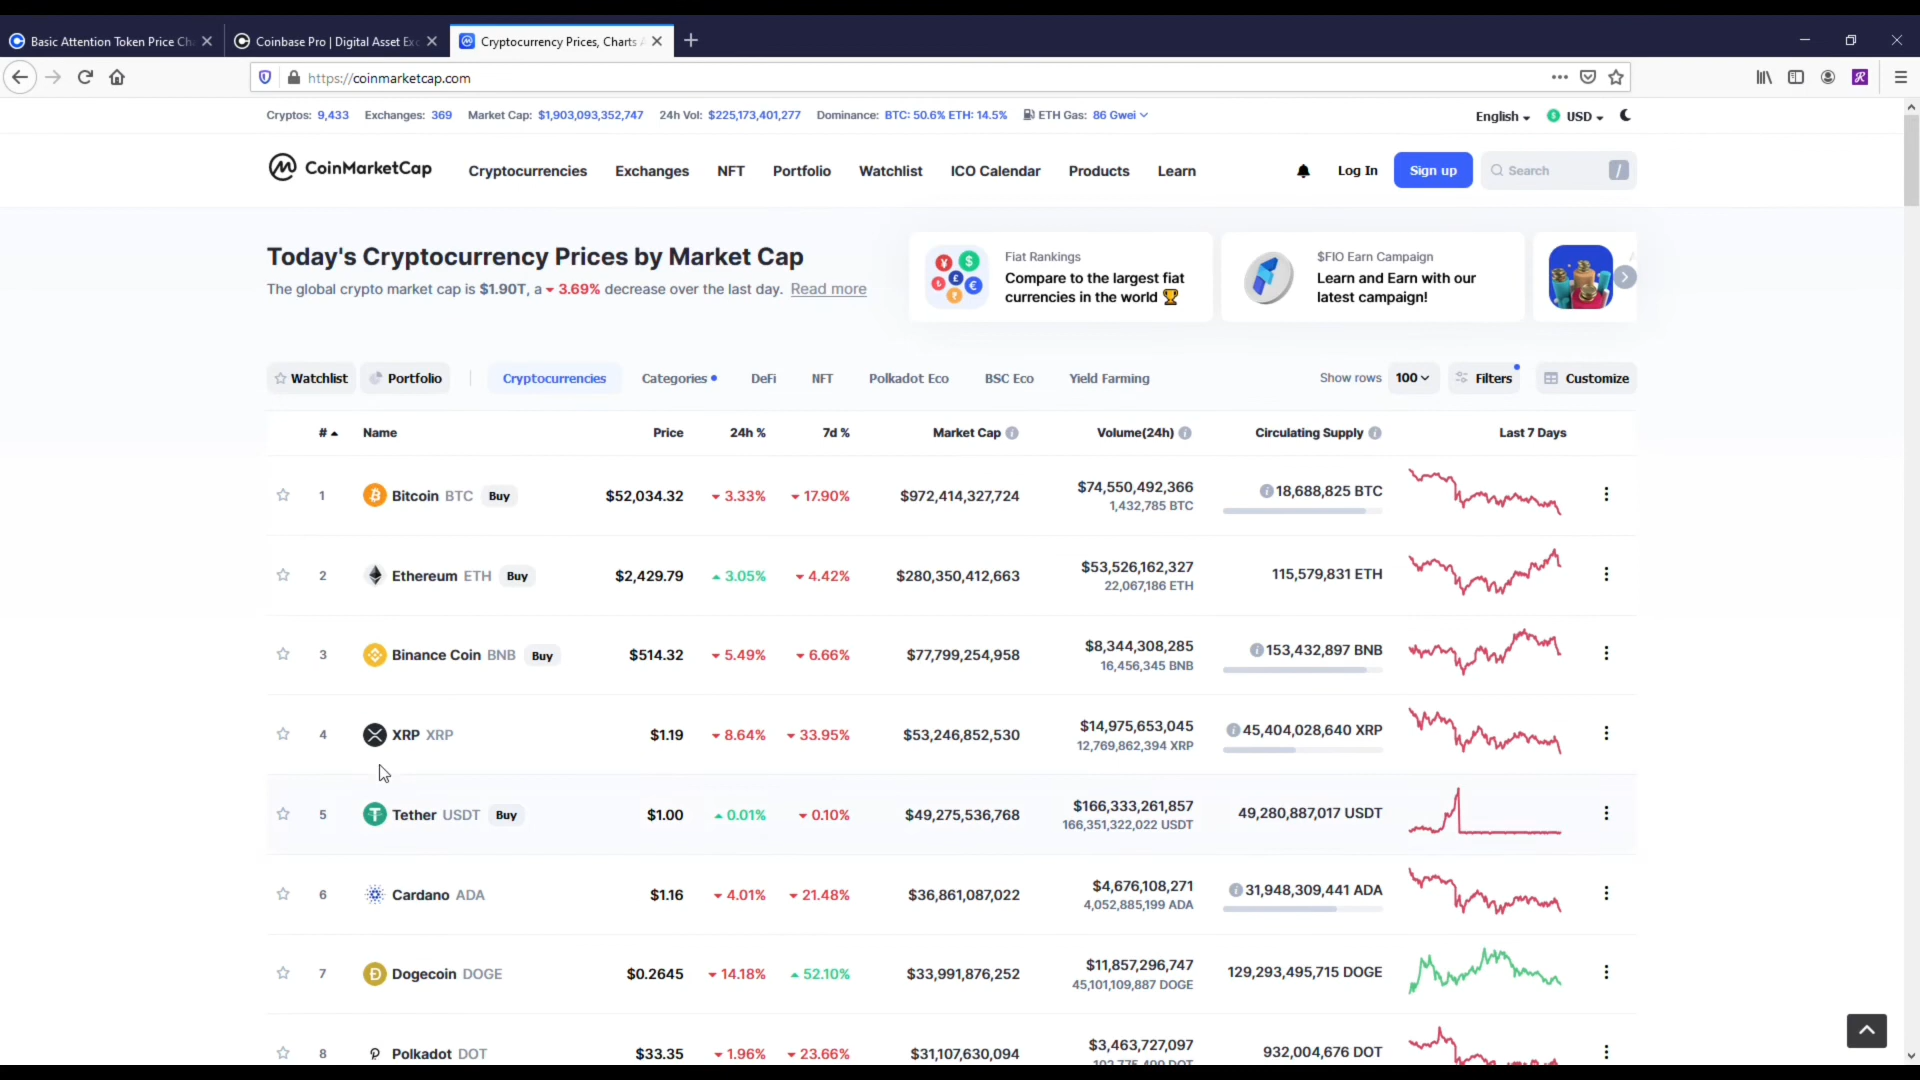 Basic Attention Token Price Ch
Coinbase Pro | Digital Asset Exc
Cryptocurrency Prices, Charts A
https://coinmarketcap.com
Cryptos: 9,433 Exchanges: 369 Market Cap: $1,903,093,352,747 24h Vol: $225,173,401,277 Dominance: BTC: 50.6% ETH: 14.5% ETH Gas: 86 Gwei
English USD
CoinMarketCap Cryptocurrencies Exchanges NFT Portfolio Watchlist ICO Calendar Products Learn Log In Sign up Search /
Today's Cryptocurrency Prices by Market Cap
The global crypto market cap is $1.90T, a 3.69% decrease over the last day. Read more
Fiat Rankings
Compare to the largest fiat
currencies in the world
$FIO Earn Campaign
Learn and Earn with our
latest campaign!
Watchlist Portfolio Cryptocurrencies Categories DeFi NFT Polkadot Eco BSC Eco Yield Farming Show rows 100 Filters Customize
# Name Price 24h % 7d % Market Cap Volume(24h) Circulating Supply Last 7 Days
1 Bitcoin BTC Buy $52,034.32 3.33% 17.90% $972,414,327,724 $74,550,492,366 18,688,825 BTC
1,432,785 BTC
2 Ethereum ETH Buy $2,429.79 3.05% 4.42% $280,350,412,663 $53,526,162,327 115,579,831 ETH
22,067,186 ETH
3 Binance Coin BNB Buy $514.32 5.49% 6.66% $77,799,254,958 $8,344,308,285 153,432,897 BNB
16,456,345 BNB
4 XRP XRP $1.19 8.64% 33.95% $53,246,852,530 $14,975,653,045 45,404,028,640 XRP
12,769,862,394 XRP
5 Tether USDT Buy $1.00 0.01% 0.10% $49,275,536,768 $166,333,261,857 49,280,887,017 USDT
166,351,322,022 USDT
6 Cardano ADA $1.16 4.01% 21.48% $36,861,087,022 $4,676,108,271 31,948,309,441 ADA
4,052,885,199 ADA
7 Dogecoin DOGE $0.2645 14.18% 52.10% $33,991,876,252 $11,857,296,747 129,293,495,715 DOGE
45,101,109,887 DOGE
8 Polkadot DOT $33.35 1.96% 23.66% $31,107,630,094 $3,463,727,097 932,004,676 DOT